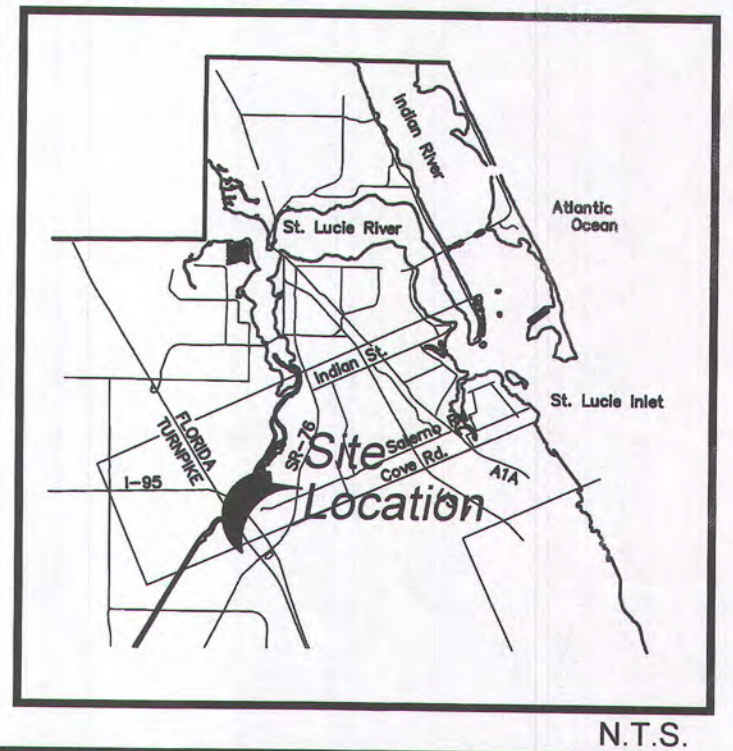 Indian River
Atlantic
Ocean
St. Lucie River
Indian St.
St. Lucie Inlet
FLORIDA
TURNPIKE
SR-76
Salerno
Cove Rd.
Site
Location
A1A
I-95
N.T.S.